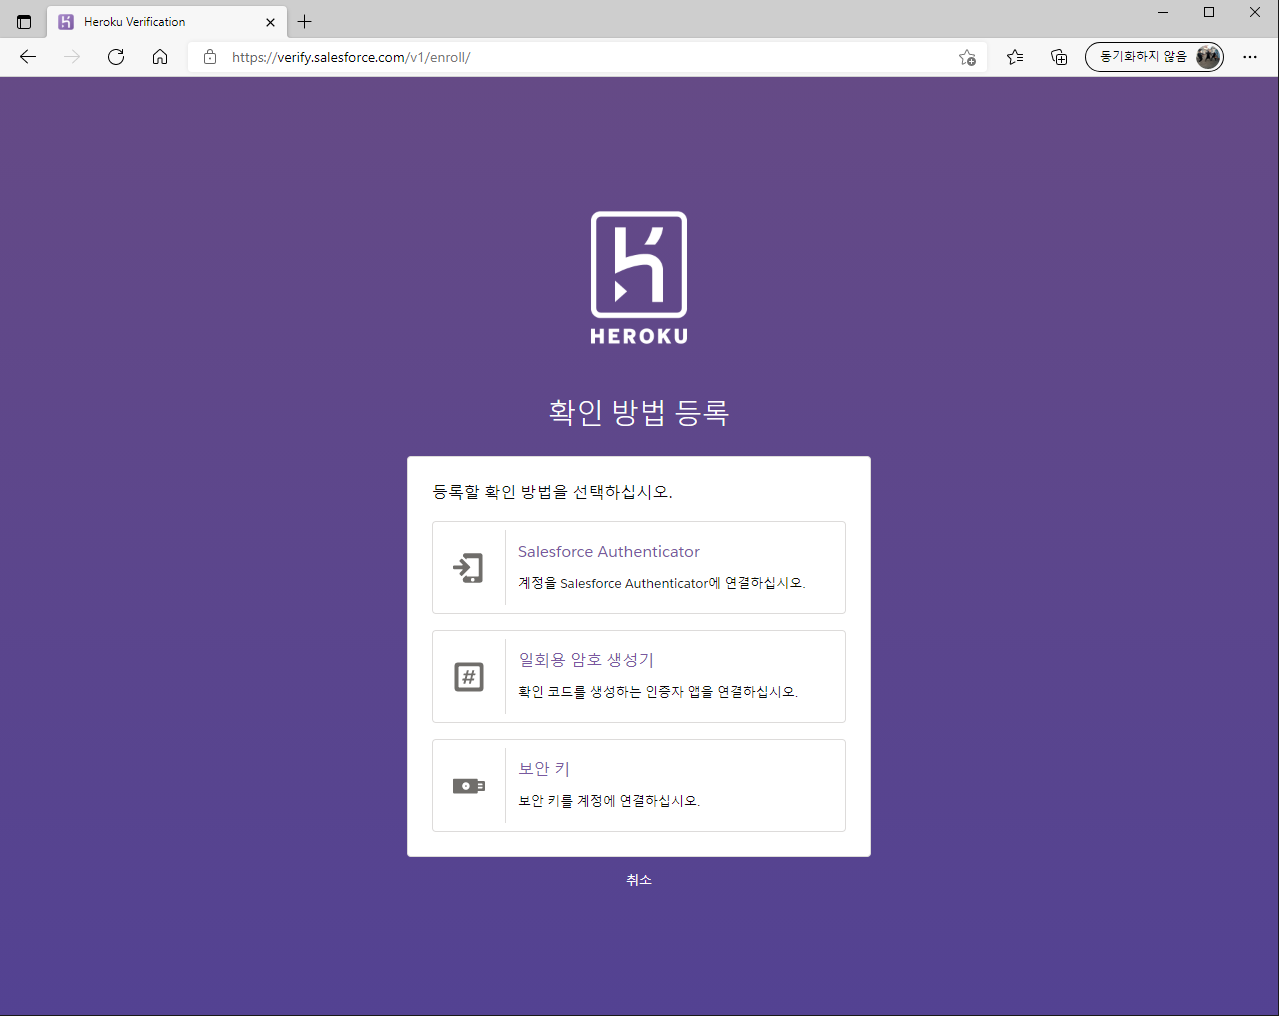 Heroku Verification
https://verify.salesforce.com/v1/enroll/
동기화하지 않음
HEROKU
확인 방법 등록
등록할 확인 방법을 선택하십시오.
Salesforce Authenticator
계정을 Salesforce Authenticator에 연결하십시오.
일회용 암호 생성기
확인 코드를 생성하는 인증자 앱을 연결하십시오.
보안 키
보안 키를 계정에 연결하십시오.
취소